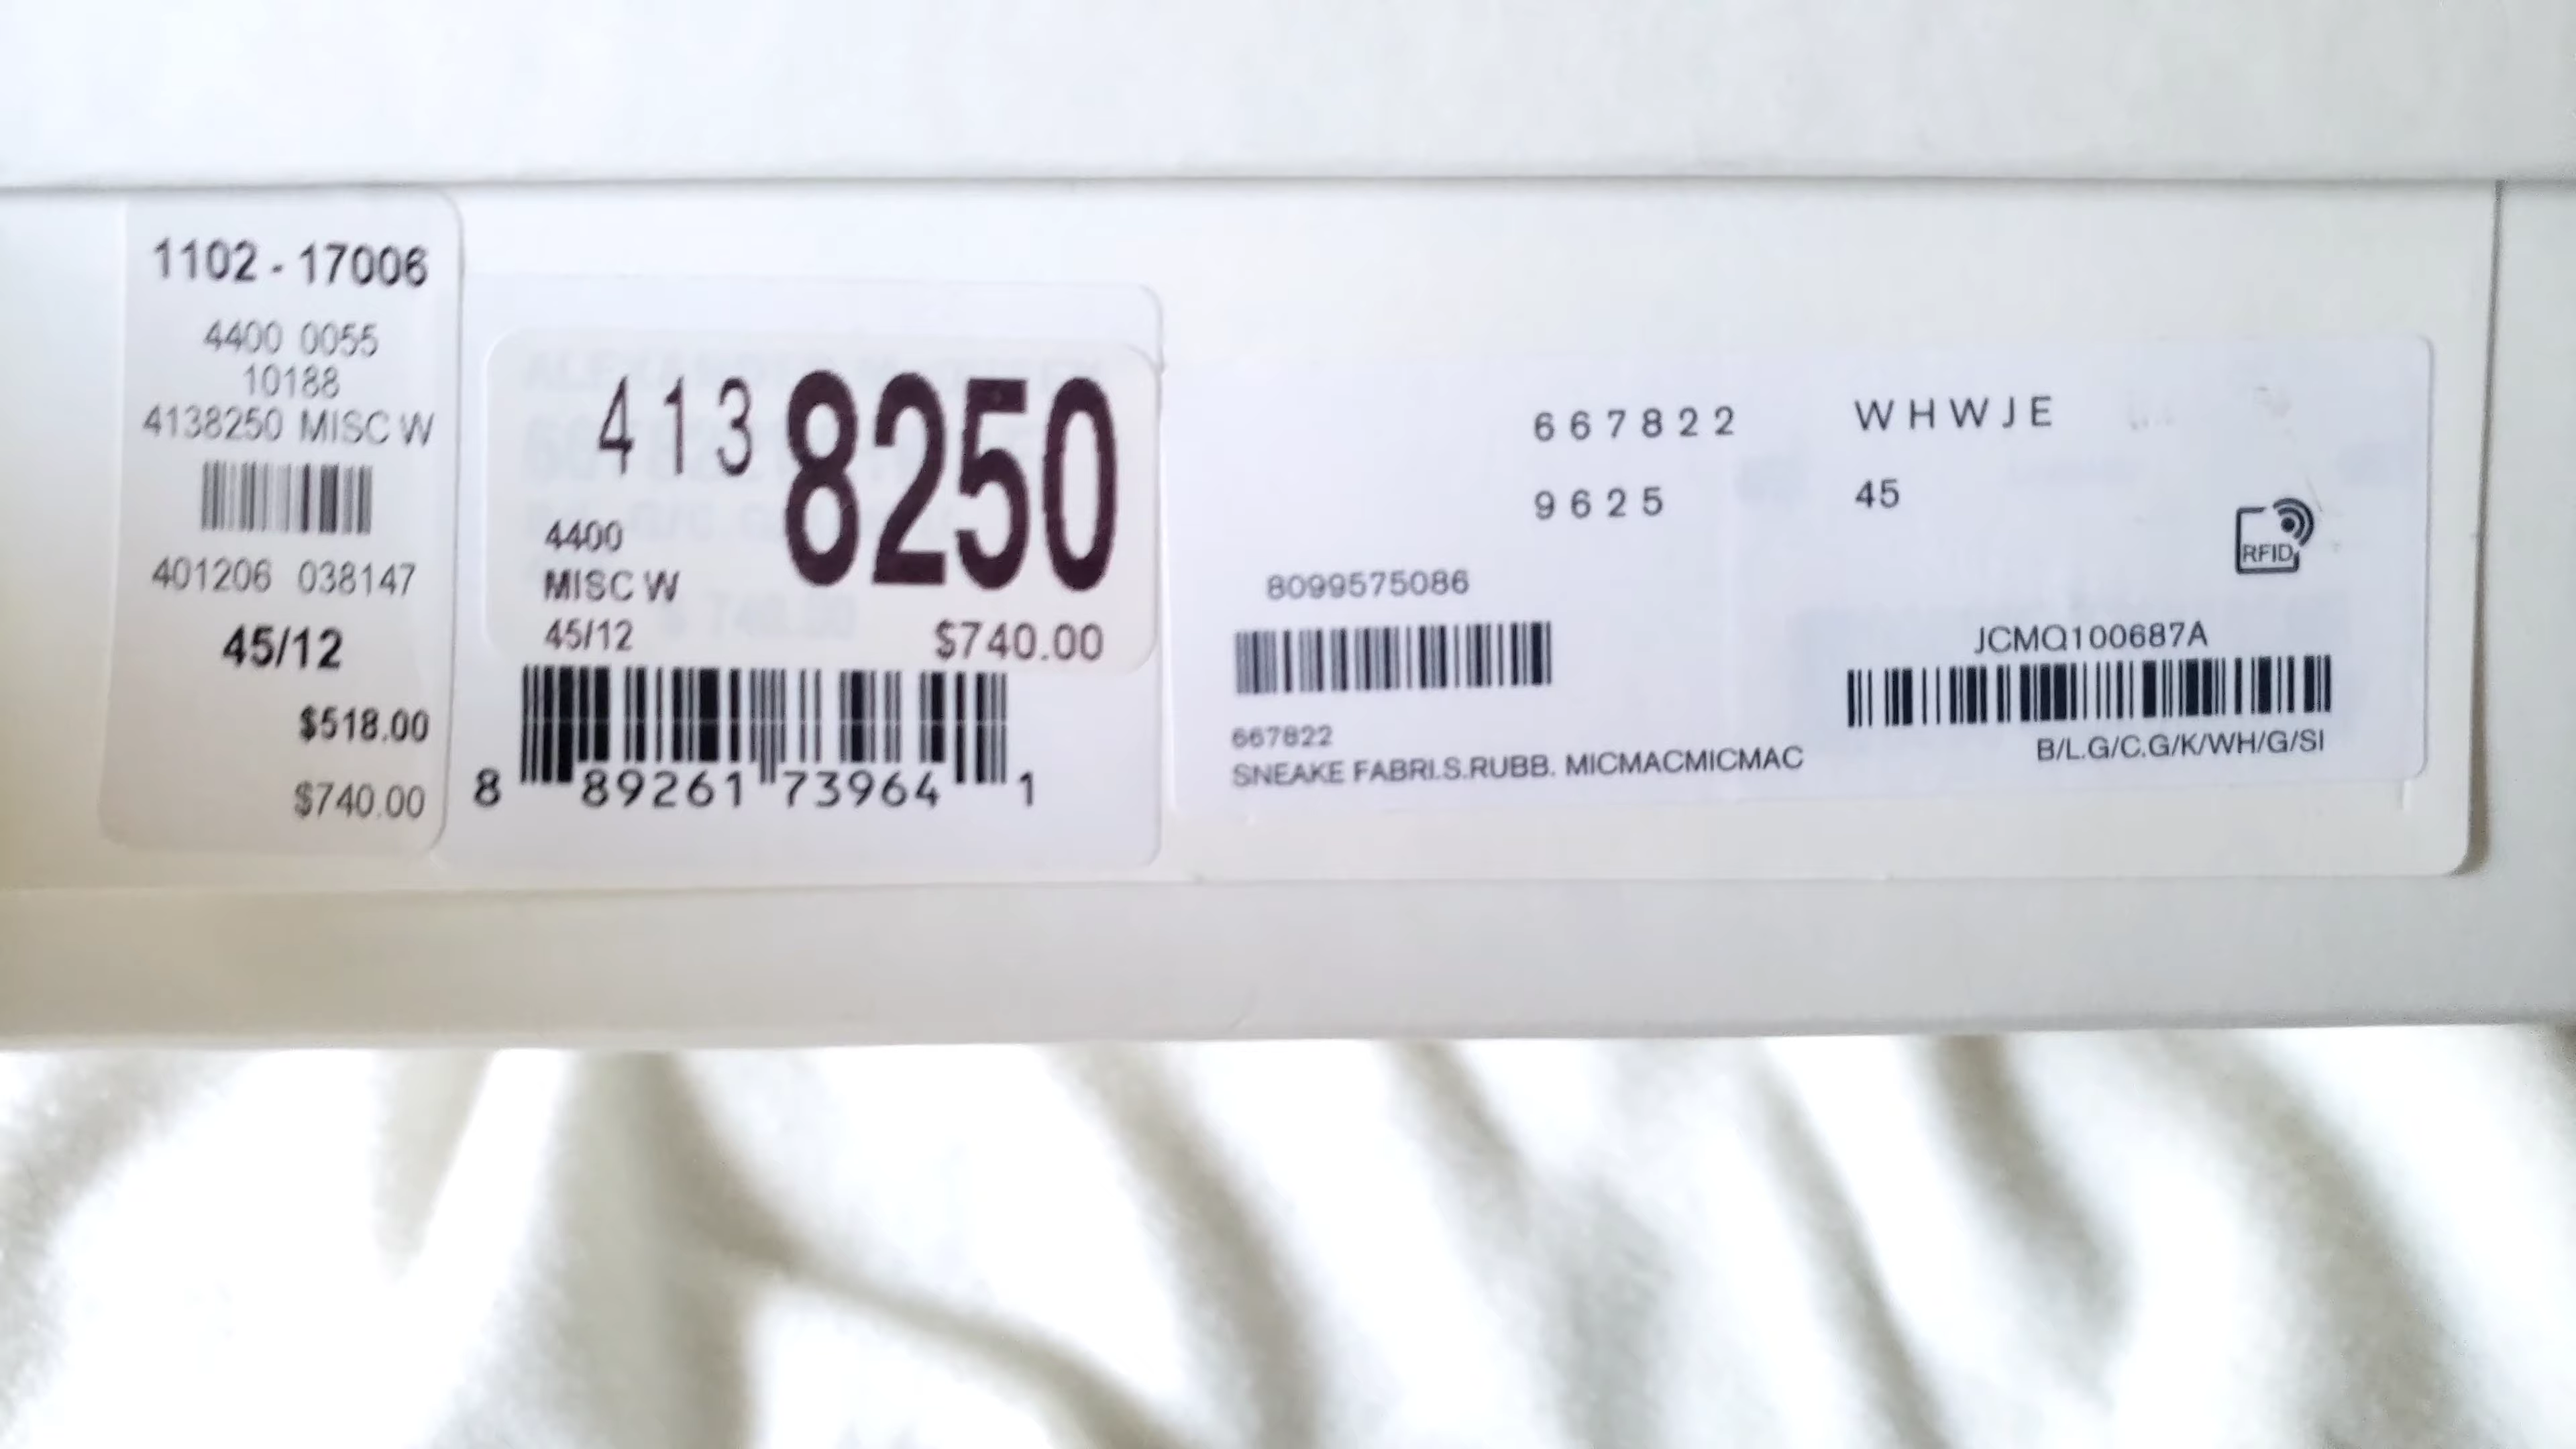 1102 - 17006
4400 0055
10188
4138250 MISC W
401206 038147
45/12
$518.00
$740.00
4138250
4400
MISC W
45/12
$740.00
8 89261 73964 1
667822 WHWJE
9625 45
RFID
8099575086
JCMQ100687A
667822
SNEAKE FABRI.S.RUBB. MICMACMICMAC
B/L.G/C.G/K/WH/G/SI